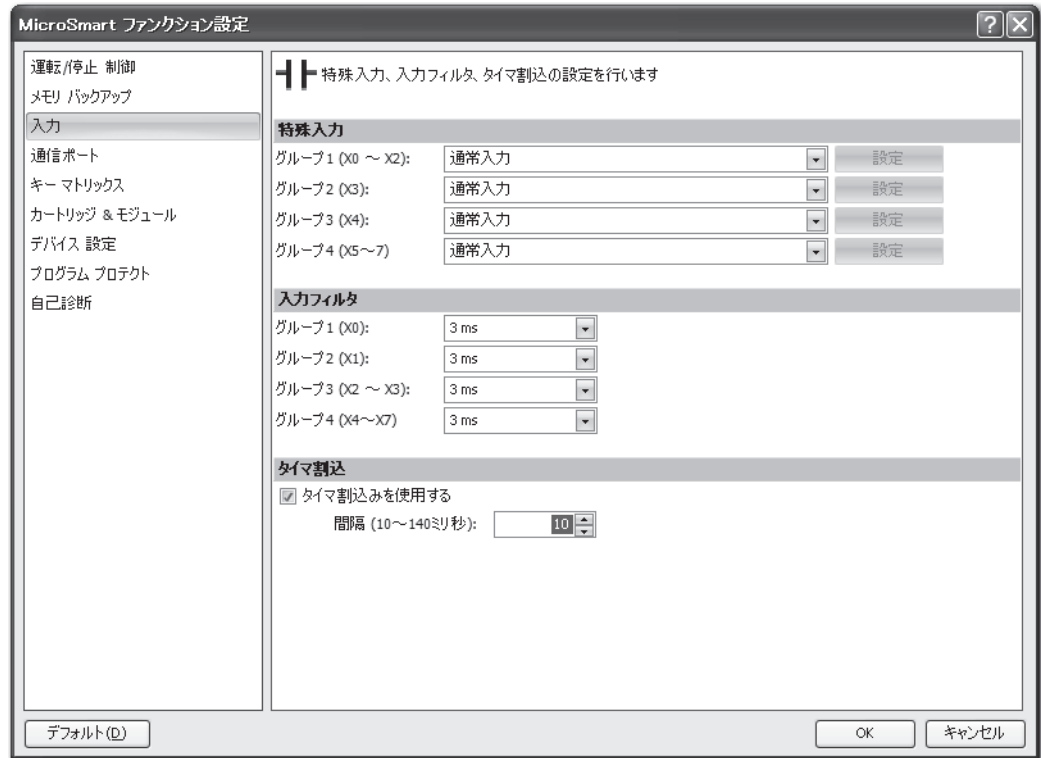 MicroSmart ファンクション設定
運転/停止 制御
メモリ バックアップ
入力
通信ポート
キー マトリックス
カートリッジ & モジュール
デバイス 設定
プログラム プロテクト
自己診断
特殊入力、入力フィルタ、タイマ割込の設定を行います
特殊入力
グループ1 (X0 ～ X2): 通常入力 設定
グループ2 (X3): 通常入力 設定
グループ3 (X4): 通常入力 設定
グループ4 (X5～7) 通常入力 設定
入力フィルタ
グループ1 (X0): 3 ms
グループ2 (X1): 3 ms
グループ3 (X2 ～ X3): 3 ms
グループ4 (X4～X7) 3 ms
タイマ割込
タイマ割込みを使用する
間隔 (10～140ミリ秒): 10
デフォルト(D) OK キャンセル